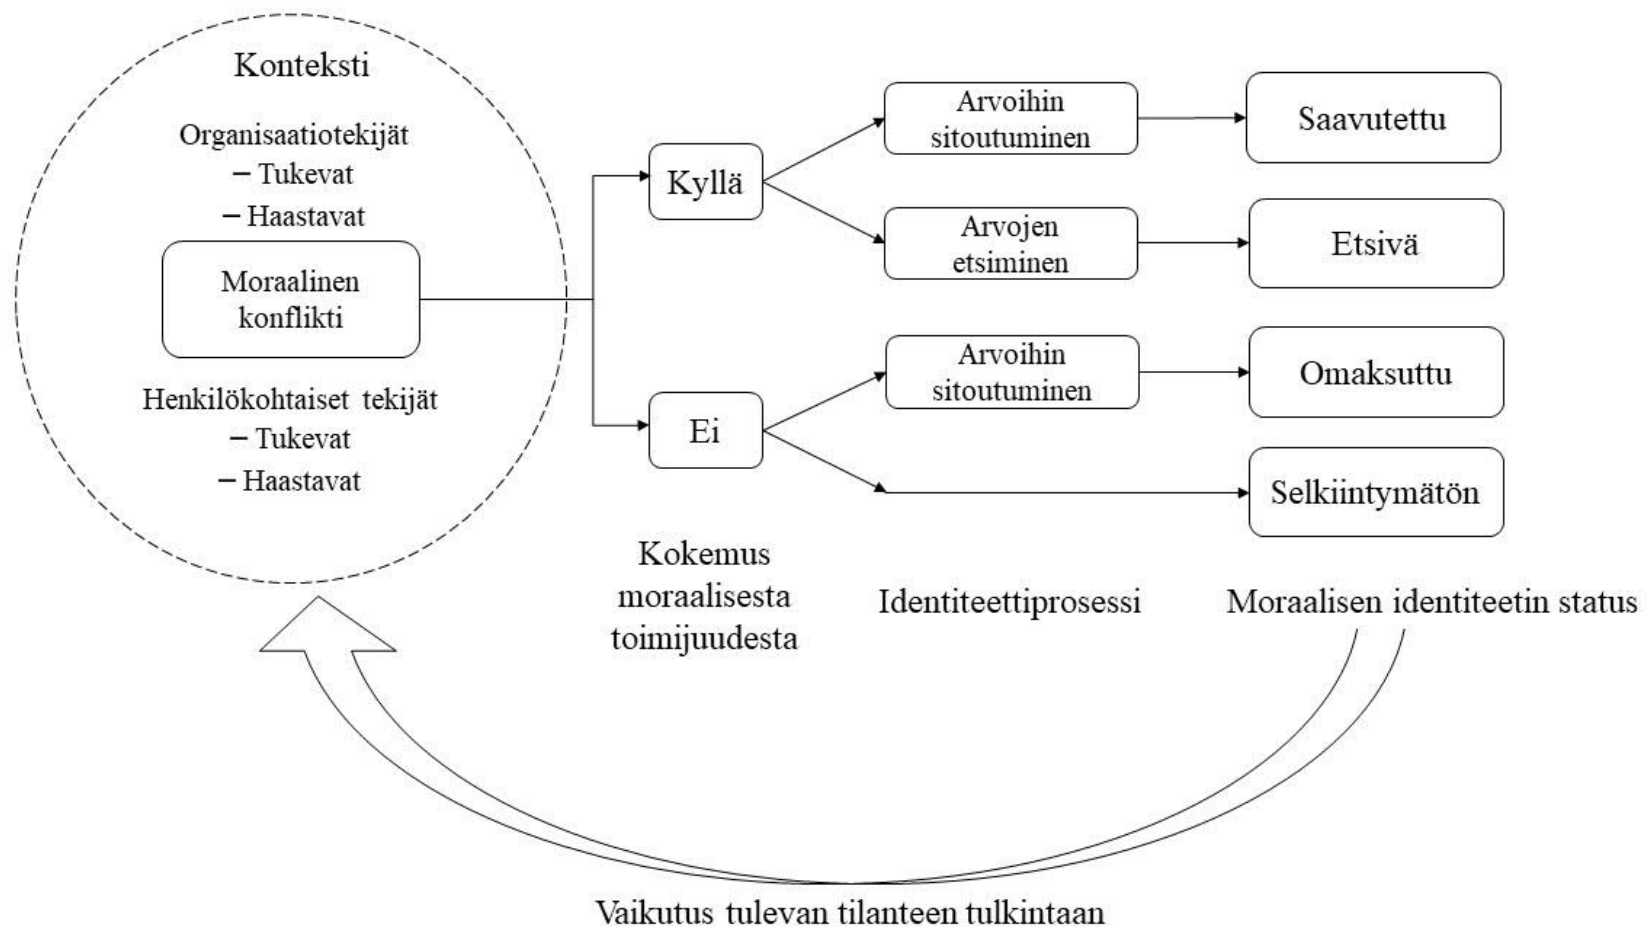 Konteksti
Organisaatiotekijät
– Tukevat
– Haastavat
Moraalinen
konflikti
Henkilökohtaiset tekijät
– Tukevat
– Haastavat
Kyllä
Ei
Kokemus
moraalisesta
toimijuudesta
Arvoihin
sitoutuminen
Arvojen
etsiminen
Arvoihin
sitoutuminen
Identiteettiprosessi
Saavutettu
Etsivä
Omaksuttu
Selkiintymätön
Moraalisen identiteetin status
Vaikutus tulevan tilanteen tulkintaan